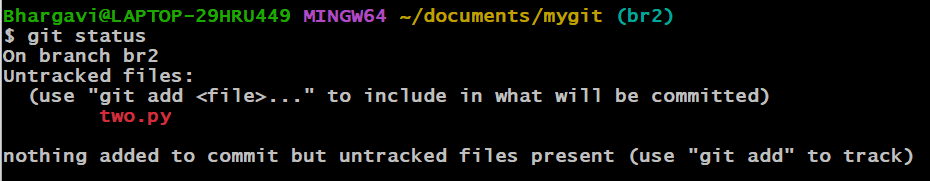 Bhargavi@LAPTOP-29HRU449 MINGW64 ~/documents/mygit (br2)
$ git status
On branch br2
Untracked files:
  (use "git add <file>..." to include in what will be committed)
        two.py

nothing added to commit but untracked files present (use "git add" to track)